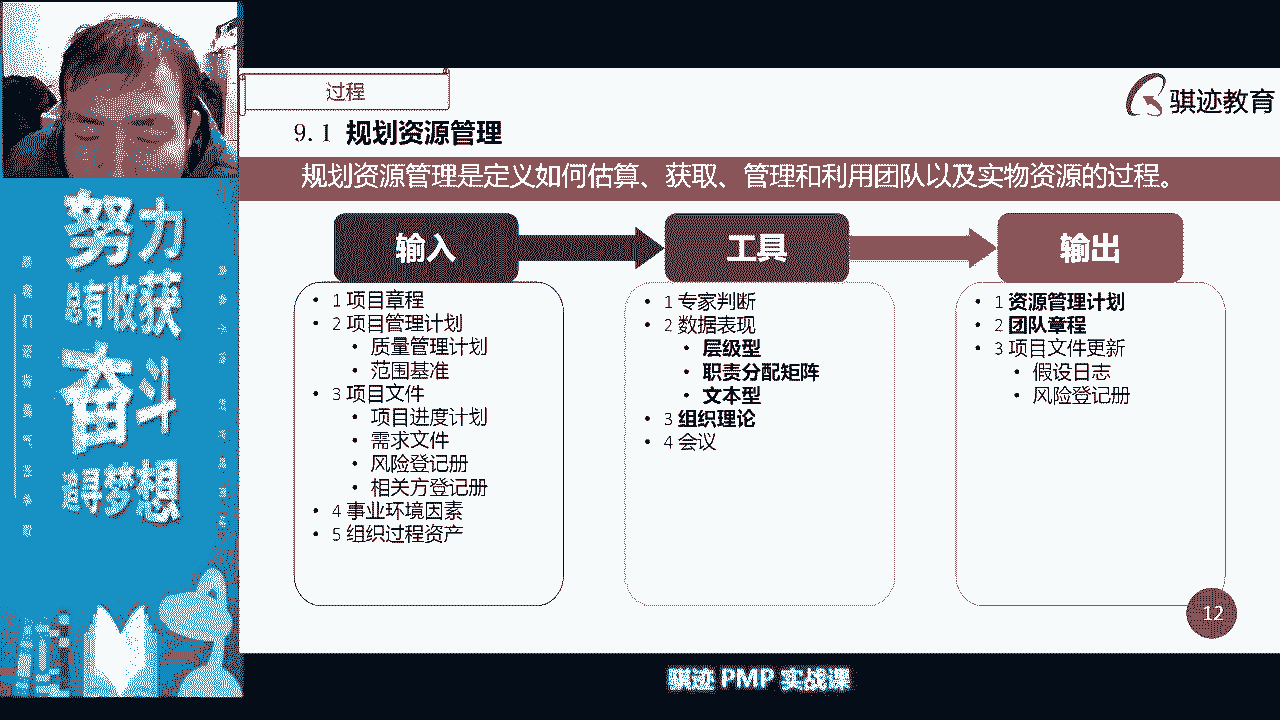 过程
骐迹教育
9.1 规划资源管理
规划资源管理是定义如何估算、获取、管理和利用团队以及实物资源的过程。
输入
• 1 项目章程
• 2 项目管理计划
• 质量管理计划
• 范围基准
• 3 项目文件
• 项目进度计划
• 需求文件
• 风险登记册
• 相关方登记册
• 4 事业环境因素
• 5 组织过程资产
工具
• 1 专家判断
• 2 数据表现
• 层级型
• 职责分配矩阵
• 文本型
• 3 组织理论
• 4 会议
输出
• 1 资源管理计划
• 2 团队章程
• 3 项目文件更新
• 假设日志
• 风险登记册
12
努力
总有收获
奋斗
追寻梦想
骐迹 PMP 实战课